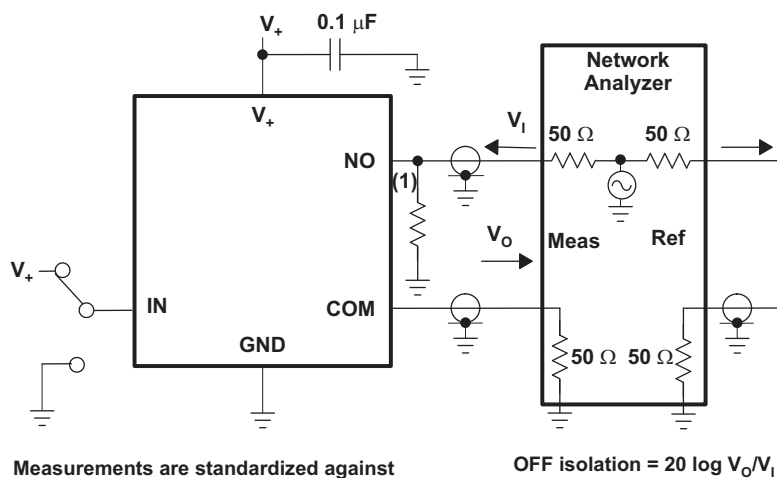 V+
0.1 μF
V+
Network
Analyzer
VI
50 Ω
50 Ω
NO
(1)
VO
Meas
Ref
V+
IN
COM
GND
50 Ω
50 Ω
Measurements are standardized against
OFF isolation = 20 log VO/VI